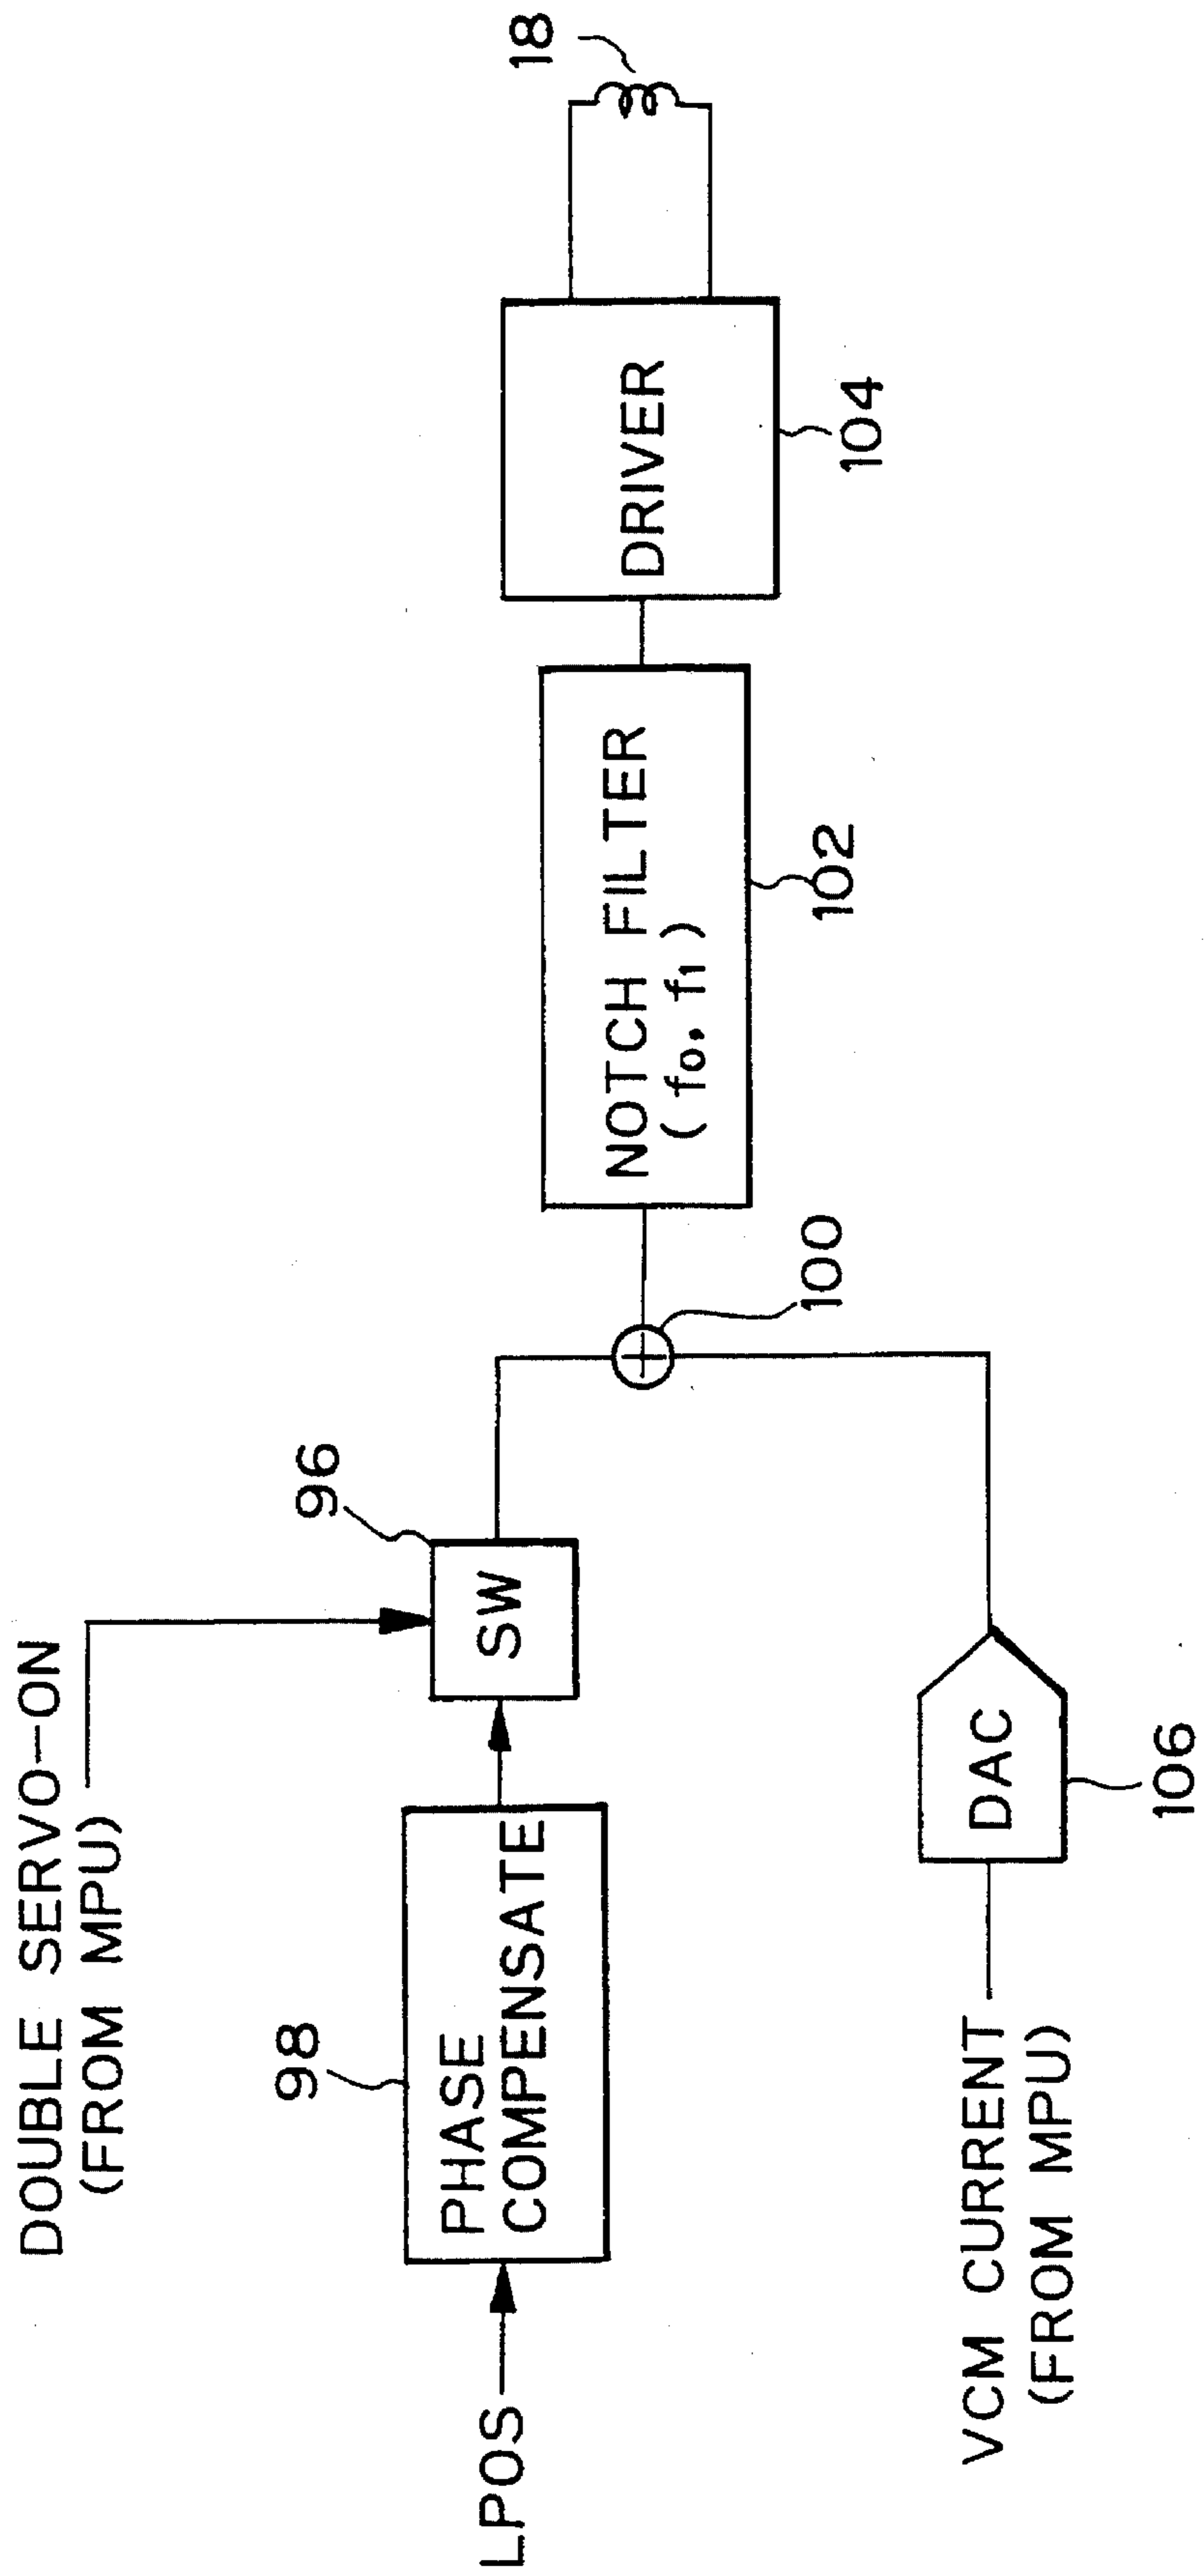 DOUBLE SERVO-ON
(FROM MPU)
96
98
PHASE
COMPENSATE
SW
LPOS
100
NOTCH FILTER
( f0, f1 )
102
DRIVER
104
18
DAC
106
VCM CURRENT
(FROM MPU)